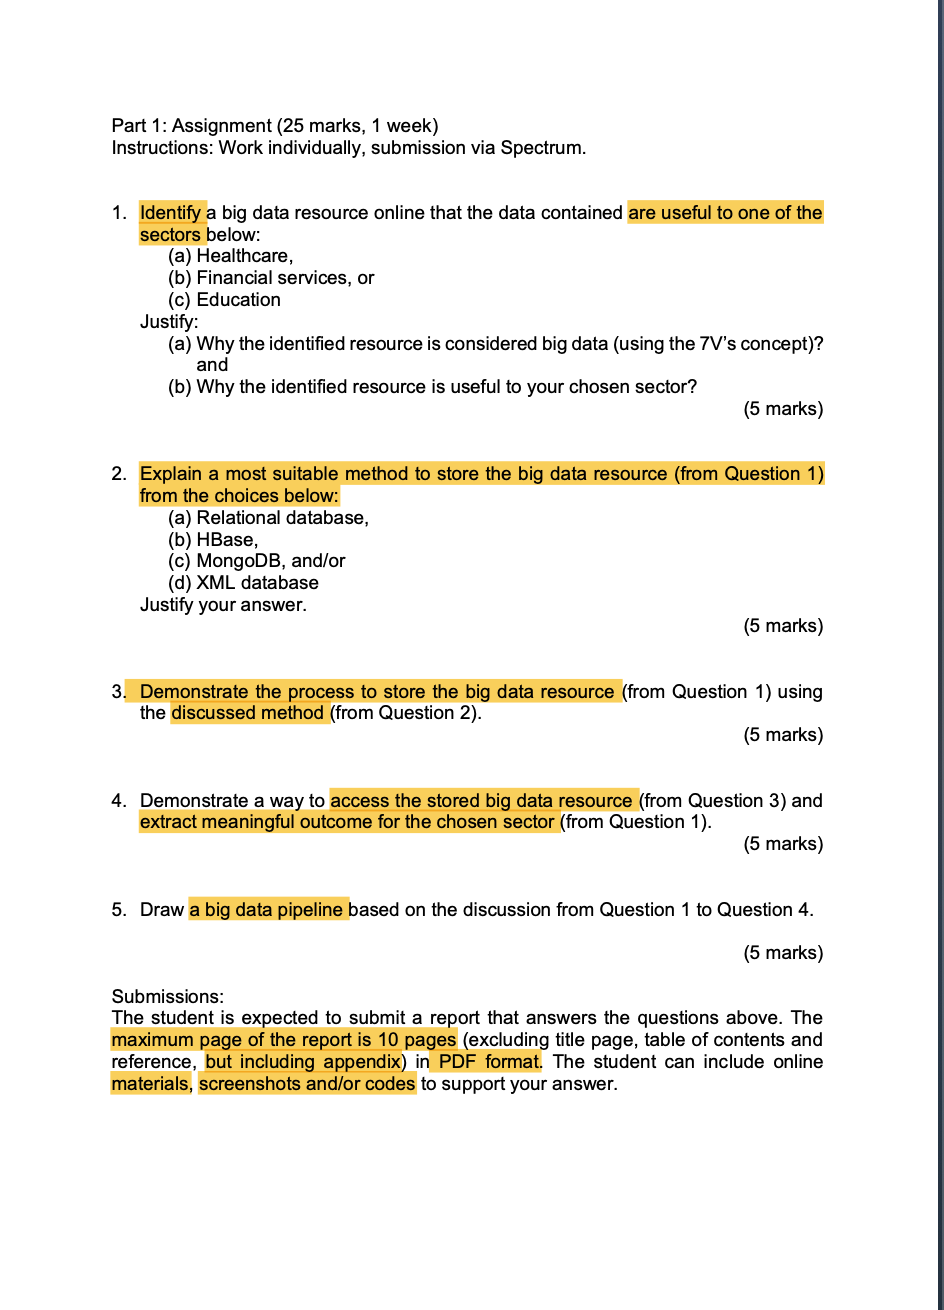 Part 1: Assignment (25 marks, 1 week)
Instructions: Work individually, submission via Spectrum.
1. Identify a big data resource online that the data contained are useful to one of the
sectors below:
(a) Healthcare,
(b) Financial services, or
(c) Education
Justify:
(a) Why the identified resource is considered big data (using the 7V's concept)?
and
(b) Why the identified resource is useful to your chosen sector?
(5 marks)
2. Explain a most suitable method to store the big data resource (from Question 1)
from the choices below:
(a) Relational database,
(b) HBase,
(c) MongoDB, and/or
(d) XML database
Justify your answer.
(5 marks)
3. Demonstrate the process to store the big data resource (from Question 1) using
the discussed method (from Question 2).
(5 marks)
4. Demonstrate a way to access the stored big data resource (from Question 3) and
extract meaningful outcome for the chosen sector (from Question 1).
(5 marks)
5. Draw a big data pipeline based on the discussion from Question 1 to Question 4.
(5 marks)
Submissions:
The student is expected to submit a report that answers the questions above. The
maximum page of the report is 10 pages (excluding title page, table of contents and
reference, but including appendix) in PDF format. The student can include online
materials, screenshots and/or codes to support your answer.